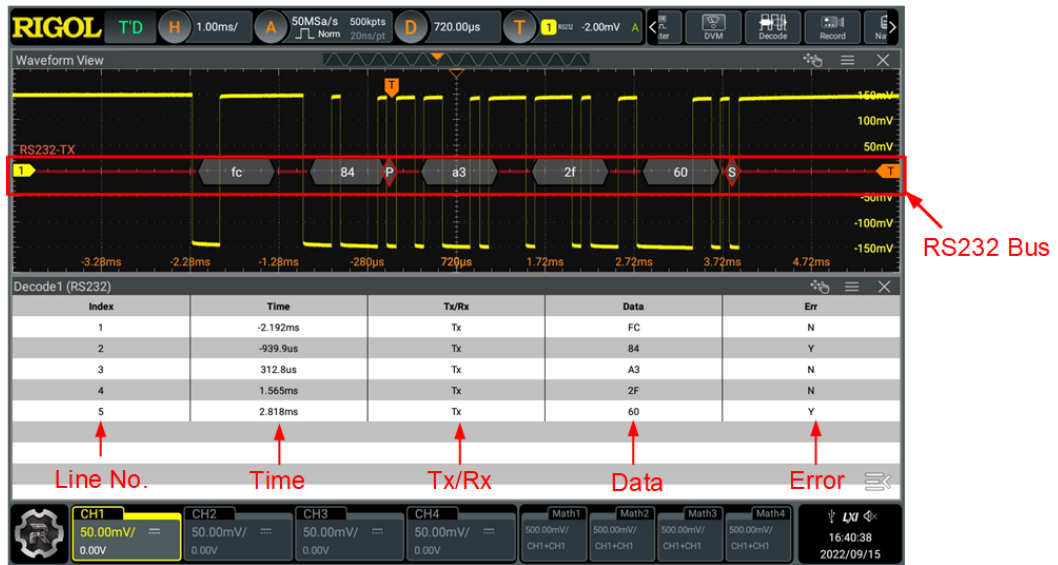 RIGOL T'D H 1.00ms/ A 50MSa/s 500kpts Norm 20ns/pt D 720.00µs T 1 RS232 -2.00mV A DVM Decode Record Na
Waveform View
T
150mV
100mV
RS232-TX
50mV
1 fc 84 P a3 2f 60 S T
-50mV
-100mV
-150mV
RS232 Bus
-3.28ms -2.28ms -1.28ms -280µs 720µs 1.72ms 2.72ms 3.72ms 4.72ms
Decode1 (RS232)
Index Time Tx/Rx Data Err
1 -2.192ms Tx FC N
2 -939.9us Tx 84 Y
3 312.8us Tx A3 N
4 1.565ms Tx 2F N
5 2.818ms Tx 60 Y
Line No. Time Tx/Rx Data Error
CH1 CH2 CH3 CH4 Math1 Math2 Math3 Math4
50.00mV/ 50.00mV/ 50.00mV/ 50.00mV/ 500.00mV/ 500.00mV/ 500.00mV/ 500.00mV/
0.00V 0.00V 0.00V 0.00V CH1+CH1 CH1+CH1 CH1+CH1 CH1+CH1
LXI
16:40:38
2022/09/15